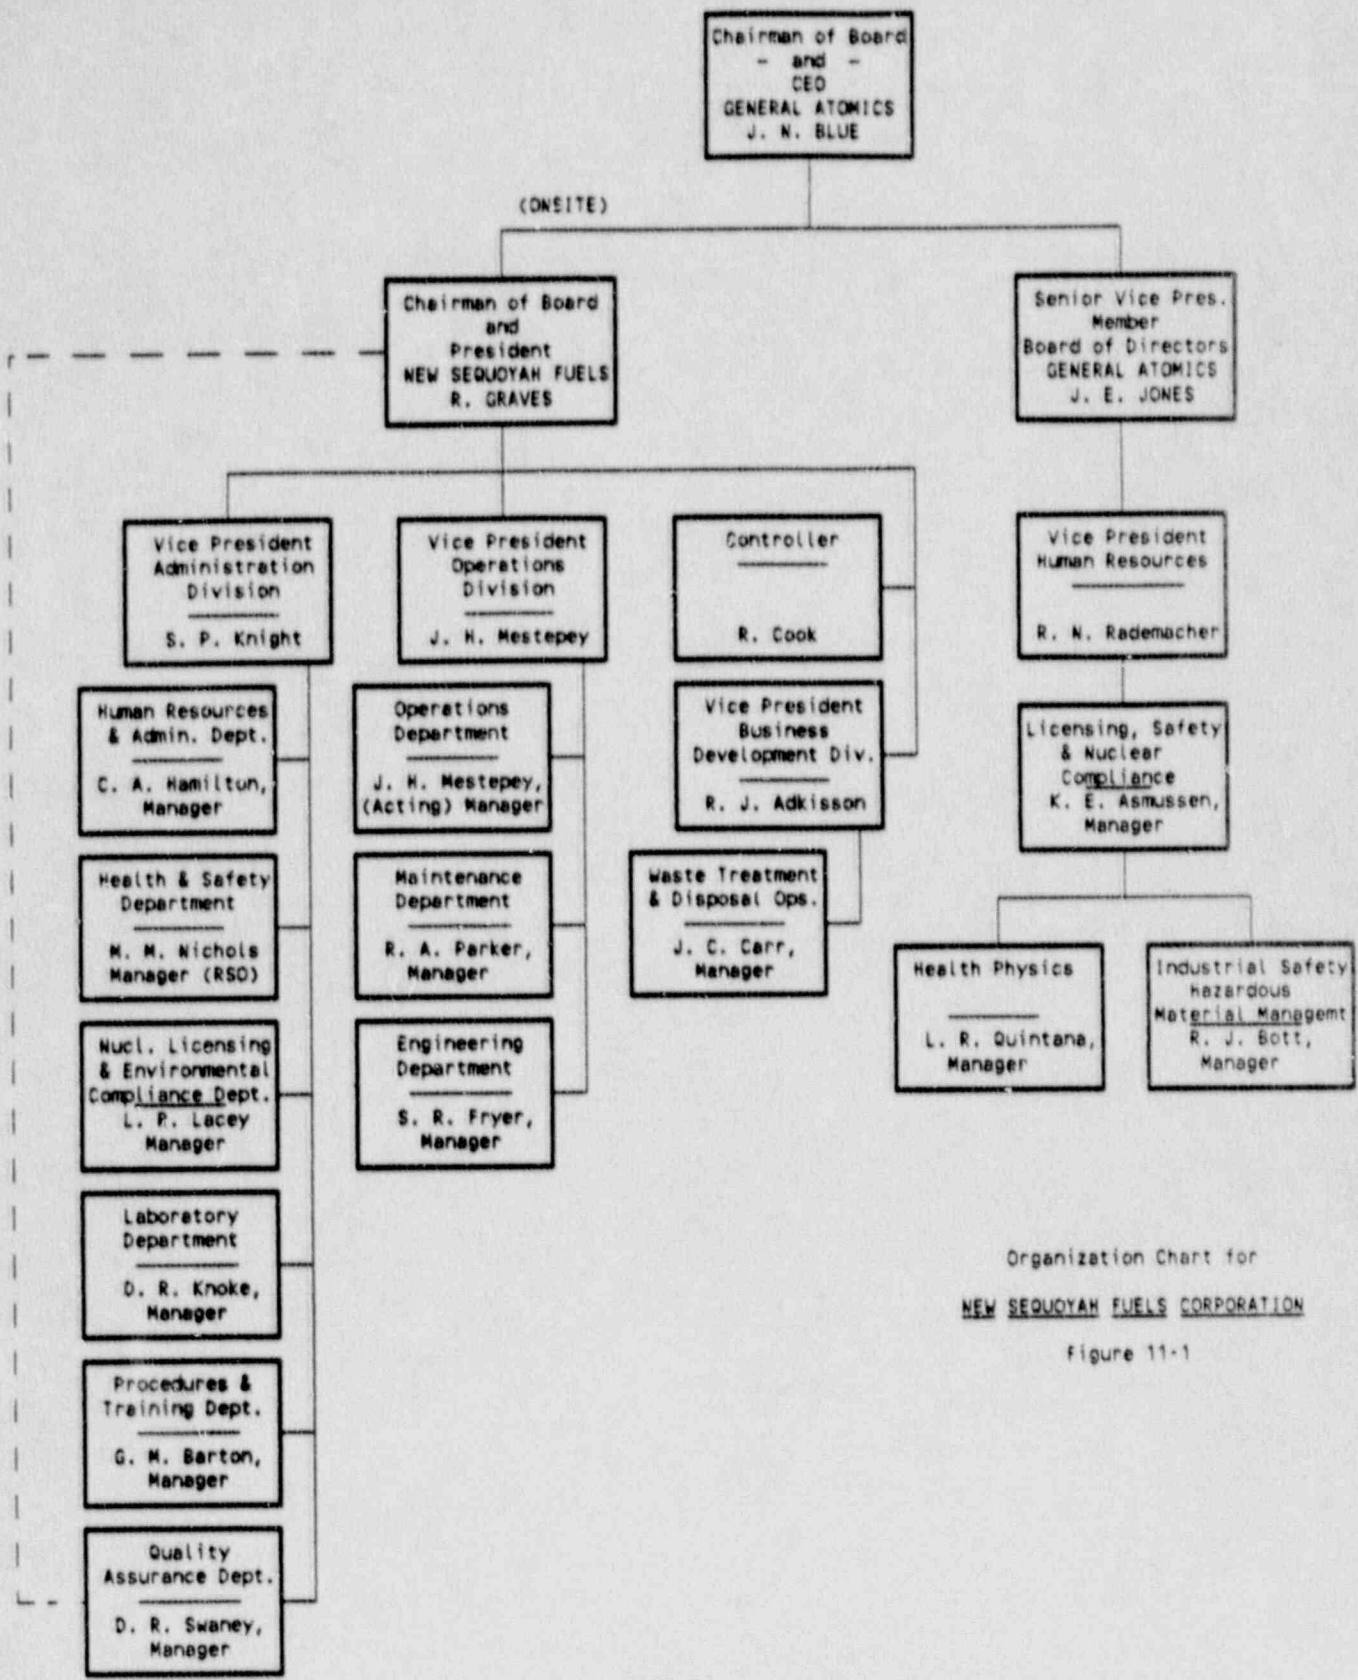 Chairman of Board
- and -
CEO
GENERAL ATOMICS
J. N. BLUE
(ONSITE)
Chairman of Board
and
President
NEW SEQUOYAH FUELS
R. GRAVES
Senior Vice Pres.
Member
Board of Directors
GENERAL ATOMICS
J. E. JONES
Vice President
Administration
Division
S. P. Knight
Vice President
Operations
Division
J. H. Mestepey
Controller
R. Cook
Vice President
Human Resources
R. N. Rademacher
Human Resources
& Admin. Dept.
C. A. Hamilton,
Manager
Operations
Department
J. H. Mestepey,
(Acting) Manager
Vice President
Business
Development Div.
R. J. Adkisson
Licensing, Safety
& Nuclear
Compliance
K. E. Asmussen,
Manager
Health & Safety
Department
M. M. Nichols
Manager (RSO)
Maintenance
Department
R. A. Parker,
Manager
Waste Treatment
& Disposal Ops.
J. C. Carr,
Manager
Health Physics
L. R. Quintana,
Manager
Industrial Safety
Hazardous
Material Managemt
R. J. Bott,
Manager
Nucl. Licensing
& Environmental
Compliance Dept.
L. P. Lacey
Manager
Engineering
Department
S. R. Fryer,
Manager
Laboratory
Department
D. R. Knoke,
Manager
Procedures &
Training Dept.
G. M. Barton,
Manager
Quality
Assurance Dept.
D. R. Swaney,
Manager
Organization Chart for
NEW SEQUOYAH FUELS CORPORATION
Figure 11-1